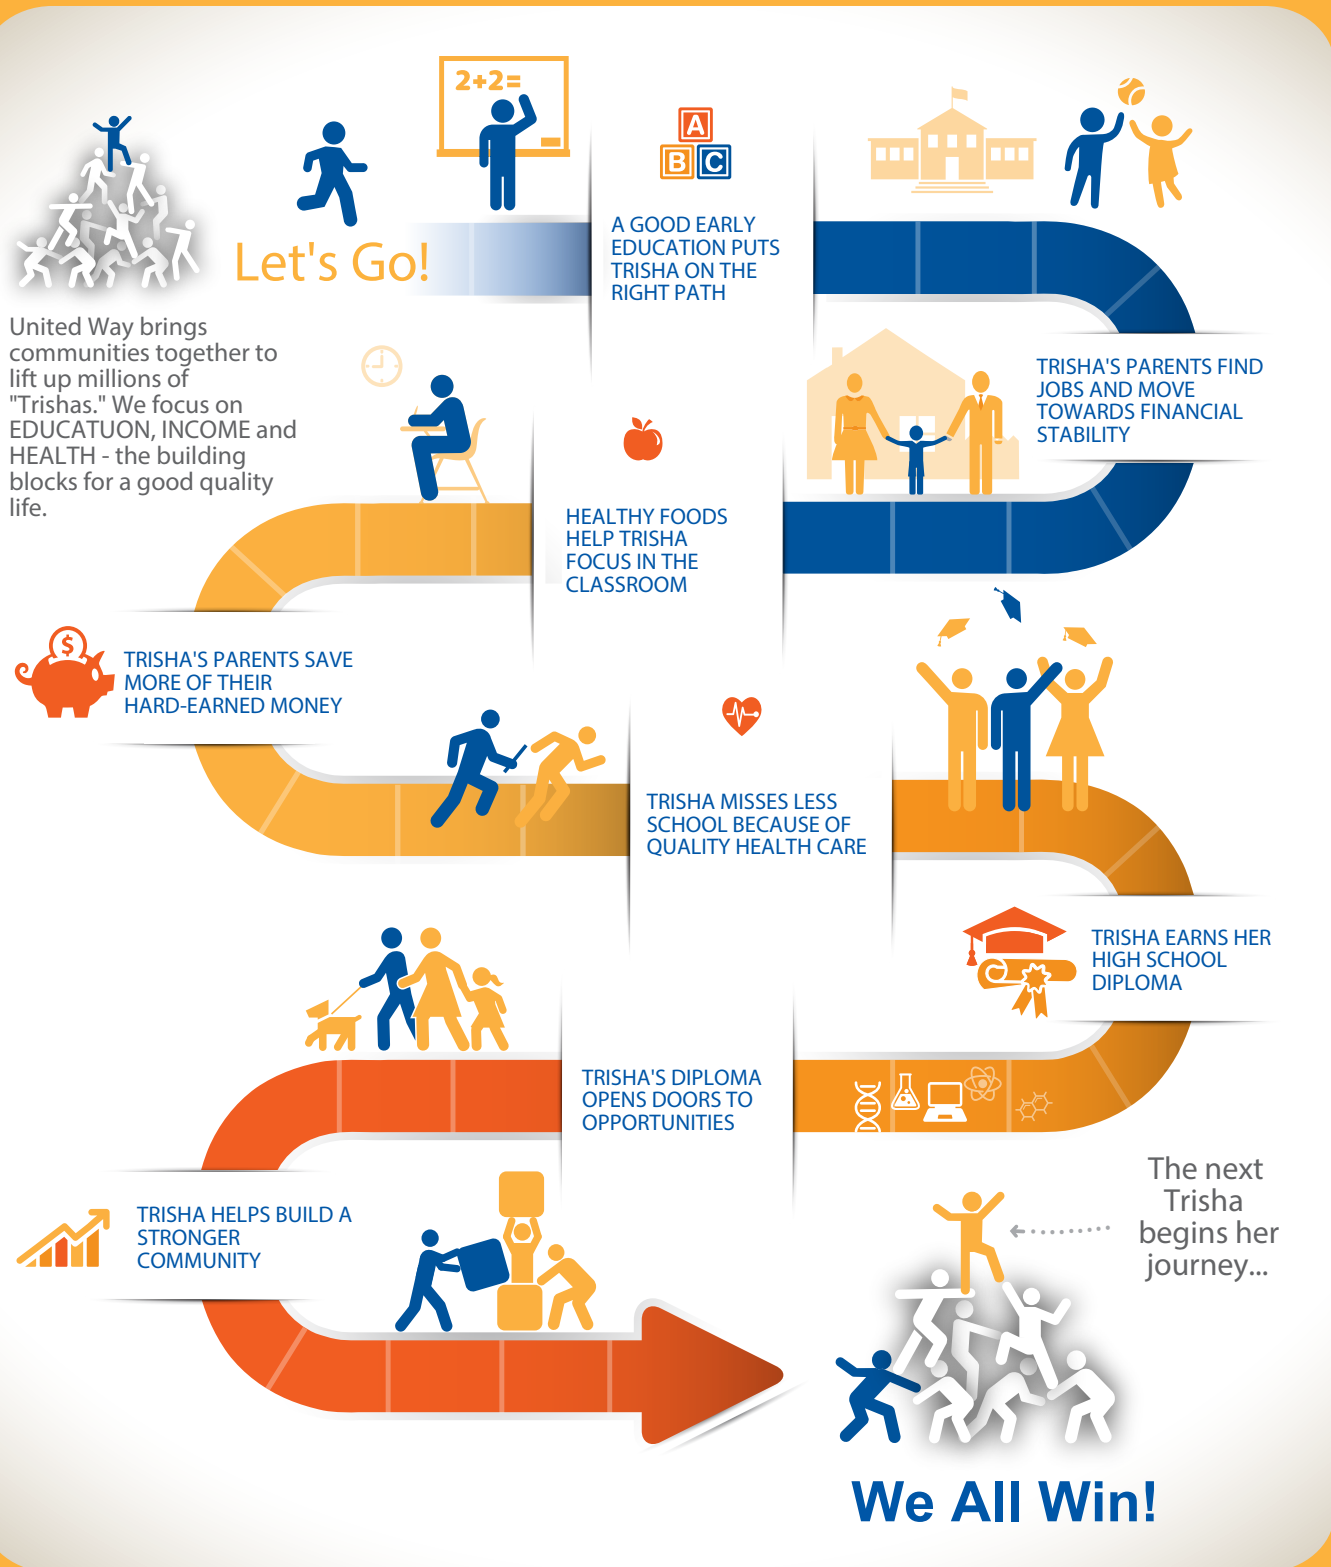 2+2=
A
B C
Let's Go!
A GOOD EARLY
EDUCATION PUTS
TRISHA ON THE
RIGHT PATH
United Way brings
communities together to
lift up millions of
"Trishas." We focus on
EDUCATUON, INCOME and
HEALTH - the building
blocks for a good quality
life.
TRISHA'S PARENTS FIND
JOBS AND MOVE
TOWARDS FINANCIAL
STABILITY
HEALTHY FOODS
HELP TRISHA
FOCUS IN THE
CLASSROOM
$
TRISHA'S PARENTS SAVE
MORE OF THEIR
HARD-EARNED MONEY
TRISHA MISSES LESS
SCHOOL BECAUSE OF
QUALITY HEALTH CARE
TRISHA EARNS HER
HIGH SCHOOL
DIPLOMA
TRISHA'S DIPLOMA
OPENS DOORS TO
OPPORTUNITIES
TRISHA HELPS BUILD A
STRONGER
COMMUNITY
The next
Trisha
begins her
journey...
We All Win!